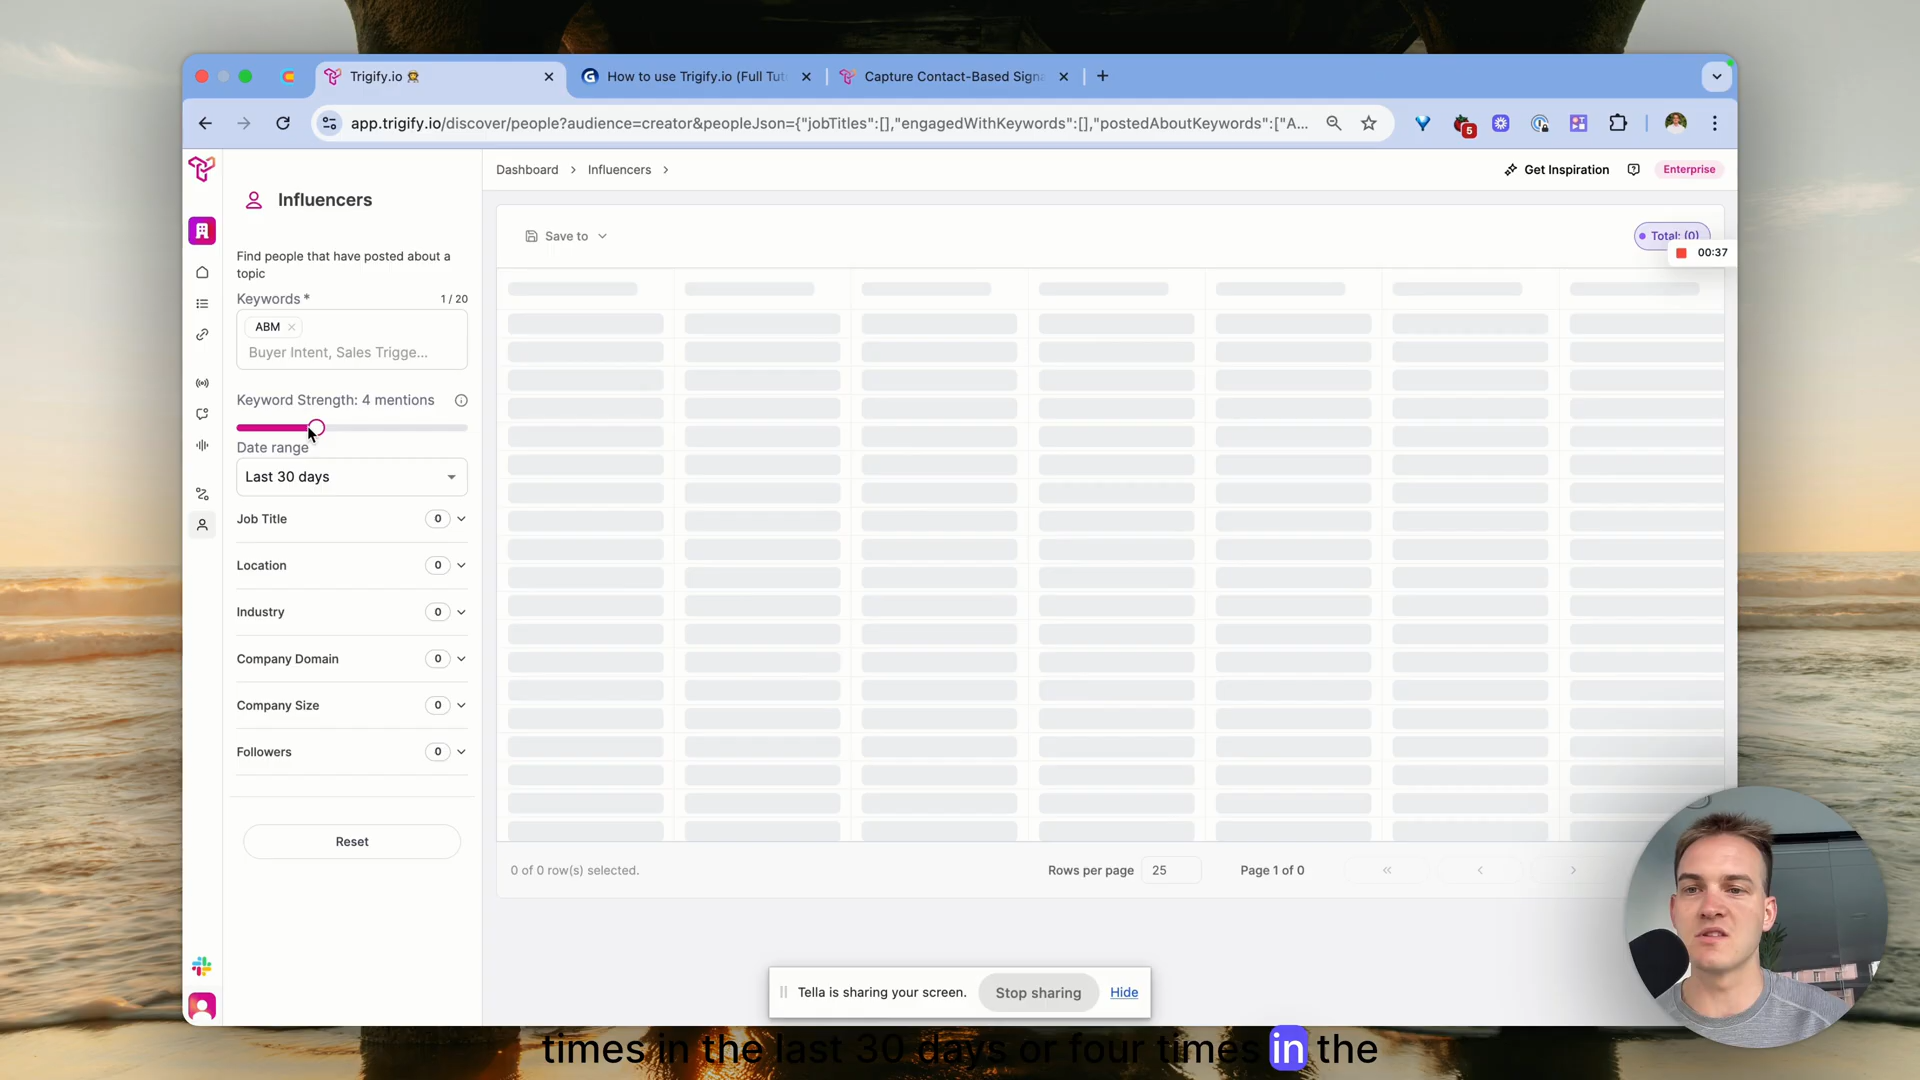 Trigify.io
How to use Trigify.io (Full Tut
Capture Contact-Based Signa
app.trigify.io/discover/people?audience=creator&peopleJson={"jobTitles":[],"engagedWithKeywords":[],"postedAboutKeywords":["A...
5
Dashboard > Influencers >
Get Inspiration
Enterprise
Influencers
Find people that have posted about a
topic
Keywords *
1 / 20
ABM
Buyer Intent, Sales Trigge...
Keyword Strength: 4 mentions
Date range
Last 30 days
Job Title 0
Location 0
Industry 0
Company Domain 0
Company Size 0
Followers 0
Reset
Save to
Total: (0)
00:37
0 of 0 row(s) selected.
Rows per page 25
Page 1 of 0
Tella is sharing your screen.
Stop sharing
Hide
times in the last 30 days or four times in the